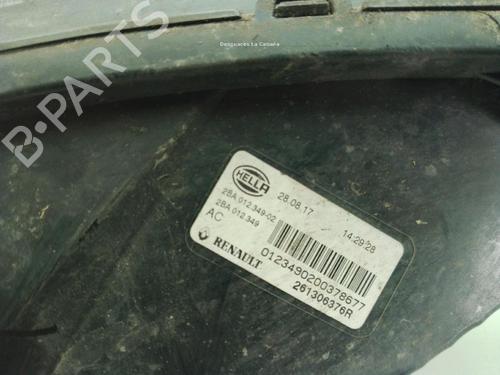 Desguaces La Cabaña
B-PARTS
HELLA
28.08.17
14:29:28
2BA 012 349-02
2BA 012 349
AC
RENAULT
0123490200378677
261306376R